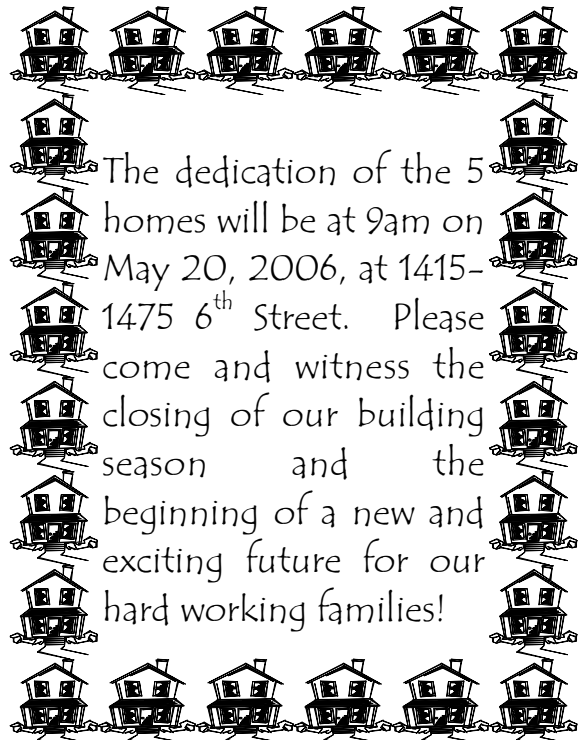 The dedication of the 5
homes will be at 9am on
May 20, 2006, at 1415-
1475 6th Street. Please
come and witness the
closing of our building
season and the
beginning of a new and
exciting future for our
hard working families!